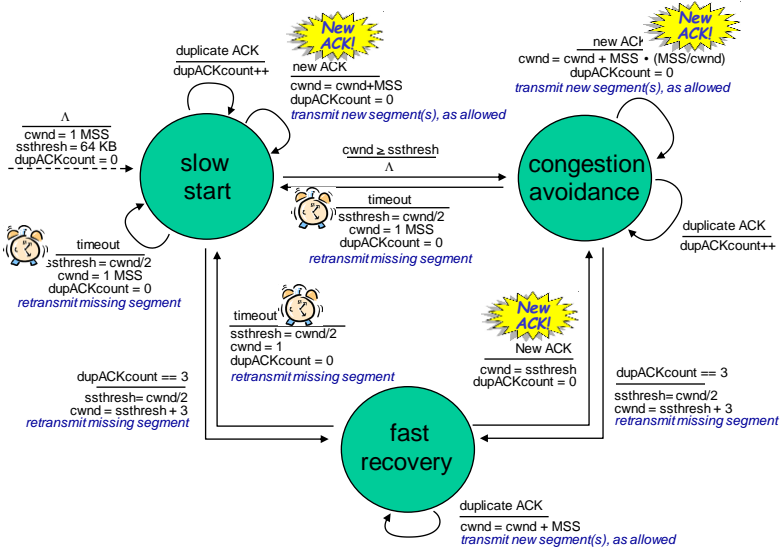 New
ACK!
duplicate ACK
dupACKcount++
new ACK
cwnd = cwnd+MSS
dupACKcount = 0
transmit new segment(s), as allowed
New
ACK!
new ACK
cwnd = cwnd + MSS • (MSS/cwnd)
dupACKcount = 0
transmit new segment(s), as allowed
Λ
cwnd = 1 MSS
ssthresh = 64 KB
dupACKcount = 0
slow
start
cwnd ≥ ssthresh
Λ
congestion
avoidance
timeout
ssthresh = cwnd/2
cwnd = 1 MSS
dupACKcount = 0
retransmit missing segment
timeout
ssthresh = cwnd/2
cwnd = 1 MSS
dupACKcount = 0
retransmit missing segment
duplicate ACK
dupACKcount++
timeout
ssthresh = cwnd/2
cwnd = 1
dupACKcount = 0
retransmit missing segment
New
ACK!
New ACK
cwnd = ssthresh
dupACKcount = 0
dupACKcount == 3
ssthresh= cwnd/2
cwnd = ssthresh + 3
retransmit missing segment
dupACKcount == 3
ssthresh= cwnd/2
cwnd = ssthresh + 3
retransmit missing segment
fast
recovery
duplicate ACK
cwnd = cwnd + MSS
transmit new segment(s), as allowed